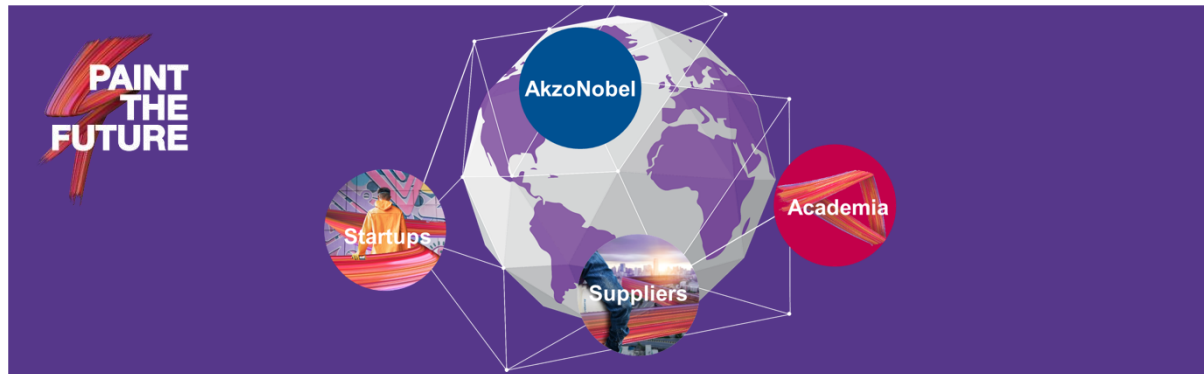 PAINT
THE
FUTURE
AkzoNobel
Academia
Startups
Suppliers